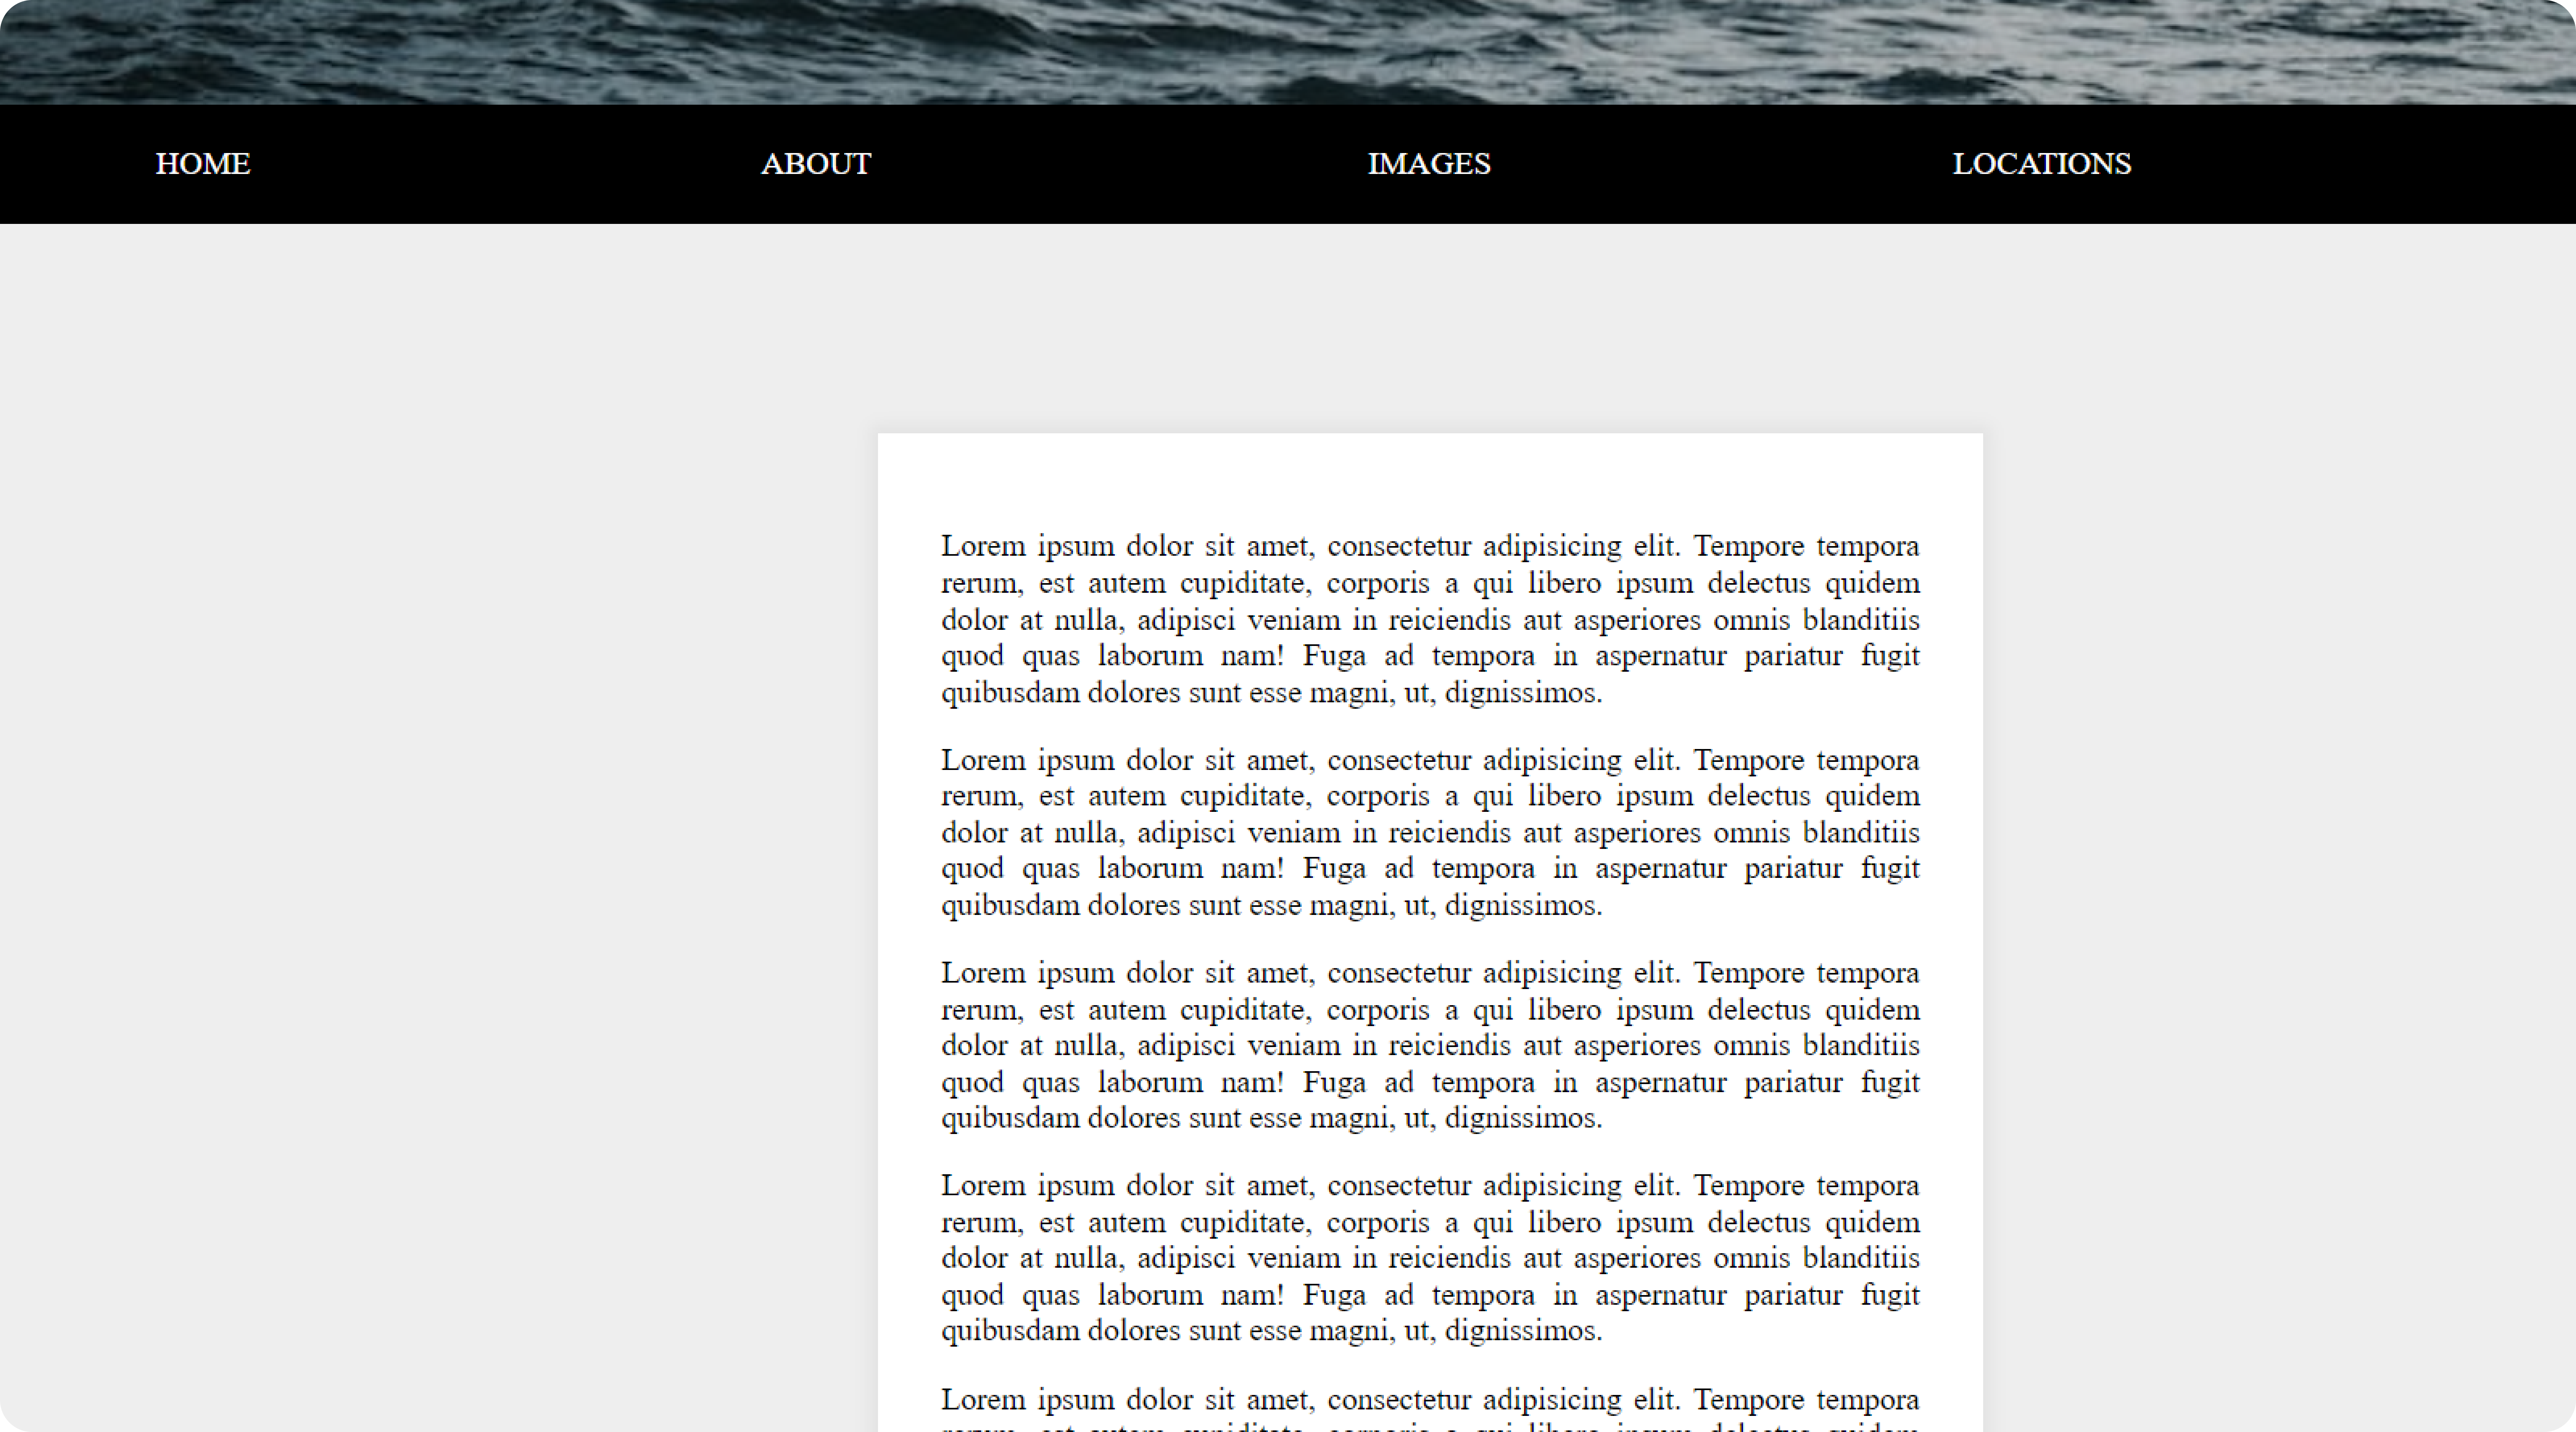 HOME ABOUT IMAGES LOCATIONS
Lorem ipsum dolor sit amet, consectetur adipisicing elit. Tempore tempora
rerum, est autem cupiditate, corporis a qui libero ipsum delectus quidem
dolor at nulla, adipisci veniam in reiciendis aut asperiores omnis blanditiis
quod quas laborum nam! Fuga ad tempora in aspernatur pariatur fugit
quibusdam dolores sunt esse magni, ut, dignissimos.
Lorem ipsum dolor sit amet, consectetur adipisicing elit. Tempore tempora
rerum, est autem cupiditate, corporis a qui libero ipsum delectus quidem
dolor at nulla, adipisci veniam in reiciendis aut asperiores omnis blanditiis
quod quas laborum nam! Fuga ad tempora in aspernatur pariatur fugit
quibusdam dolores sunt esse magni, ut, dignissimos.
Lorem ipsum dolor sit amet, consectetur adipisicing elit. Tempore tempora
rerum, est autem cupiditate, corporis a qui libero ipsum delectus quidem
dolor at nulla, adipisci veniam in reiciendis aut asperiores omnis blanditiis
quod quas laborum nam! Fuga ad tempora in aspernatur pariatur fugit
quibusdam dolores sunt esse magni, ut, dignissimos.
Lorem ipsum dolor sit amet, consectetur adipisicing elit. Tempore tempora
rerum, est autem cupiditate, corporis a qui libero ipsum delectus quidem
dolor at nulla, adipisci veniam in reiciendis aut asperiores omnis blanditiis
quod quas laborum nam! Fuga ad tempora in aspernatur pariatur fugit
quibusdam dolores sunt esse magni, ut, dignissimos.
Lorem ipsum dolor sit amet, consectetur adipisicing elit. Tempore tempora